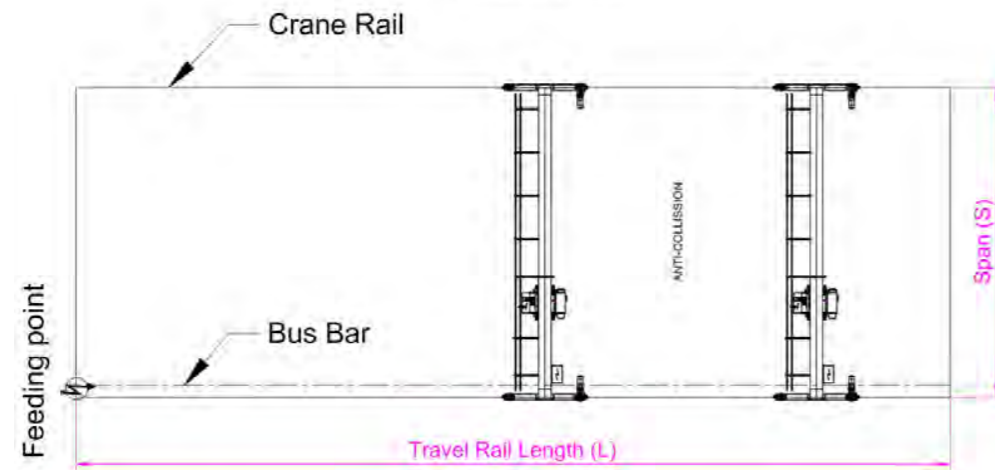 Crane Rail
ANTI-COLLISSION
Span (S)
Feeding point
Bus Bar
Travel Rail Length (L)